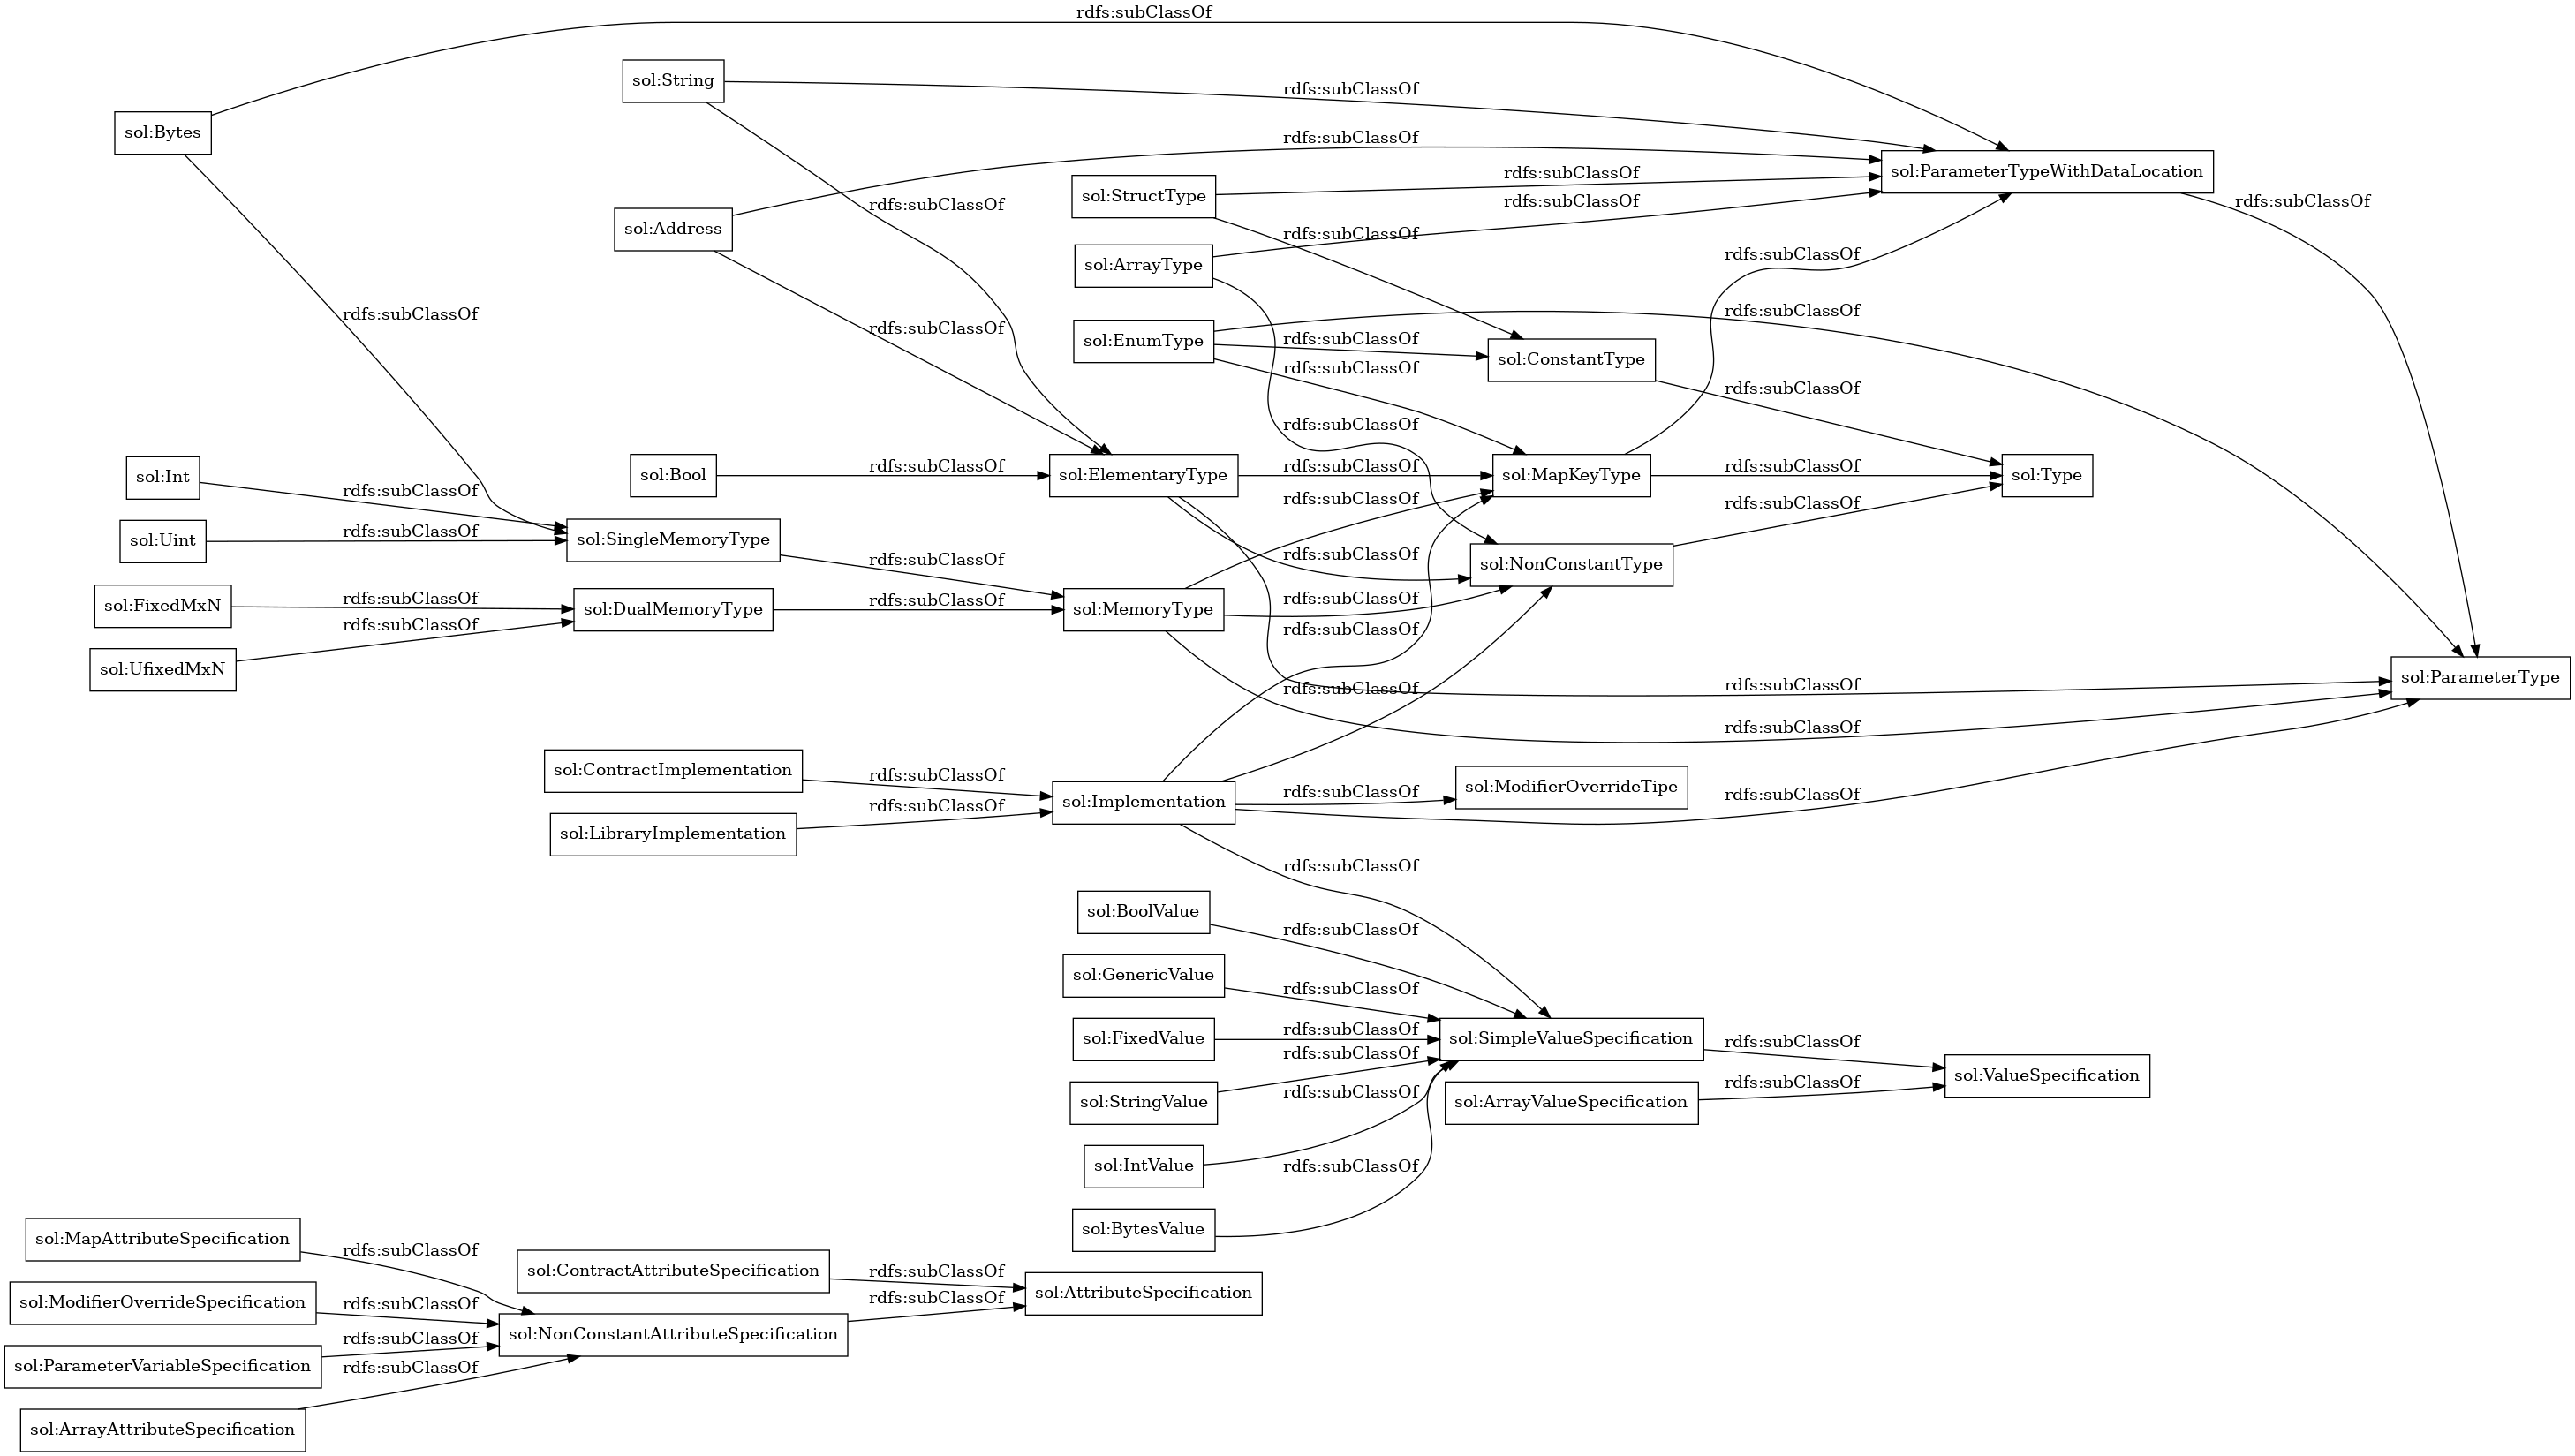 rdfs:subClassOf
sol:String
rdfs:subClassOf
sol:Bytes
rdfs:subClassOf
sol:ParameterTypeWithDataLocation
rdfs:subClassOf
sol:StructType
rdfs:subClassOf
rdfs:subClassOf
rdfs:subClassOf
rdfs:subClassOf
sol:Address
rdfs:subClassOf
rdfs:subClassOf
sol:ArrayType
rdfs:subClassOf
rdfs:subClassOf
rdfs:subClassOf
sol:EnumType
rdfs:subClassOf
sol:ConstantType
rdfs:subClassOf
rdfs:subClassOf
rdfs:subClassOf
sol:Int
sol:Bool
rdfs:subClassOf
sol:ElementaryType
rdfs:subClassOf
sol:MapKeyType
rdfs:subClassOf
sol:Type
rdfs:subClassOf
rdfs:subClassOf
rdfs:subClassOf
sol:Uint
rdfs:subClassOf
sol:SingleMemoryType
rdfs:subClassOf
rdfs:subClassOf
sol:NonConstantType
sol:FixedMxN
rdfs:subClassOf
sol:DualMemoryType
rdfs:subClassOf
sol:MemoryType
rdfs:subClassOf
rdfs:subClassOf
rdfs:subClassOf
sol:UfixedMxN
sol:ParameterType
rdfs:subClassOf
rdfs:subClassOf
rdfs:subClassOf
sol:ContractImplementation
rdfs:subClassOf
sol:Implementation
rdfs:subClassOf
sol:ModifierOverrideTipe
rdfs:subClassOf
rdfs:subClassOf
sol:LibraryImplementation
rdfs:subClassOf
sol:BoolValue
rdfs:subClassOf
sol:GenericValue
rdfs:subClassOf
sol:FixedValue
rdfs:subClassOf
sol:SimpleValueSpecification
rdfs:subClassOf
rdfs:subClassOf
sol:ValueSpecification
sol:StringValue
rdfs:subClassOf
sol:ArrayValueSpecification
rdfs:subClassOf
sol:IntValue
rdfs:subClassOf
sol:BytesValue
sol:MapAttributeSpecification
rdfs:subClassOf
sol:ContractAttributeSpecification
rdfs:subClassOf
sol:AttributeSpecification
sol:ModifierOverrideSpecification
rdfs:subClassOf
rdfs:subClassOf
sol:NonConstantAttributeSpecification
sol:ParameterVariableSpecification
rdfs:subClassOf
rdfs:subClassOf
sol:ArrayAttributeSpecification